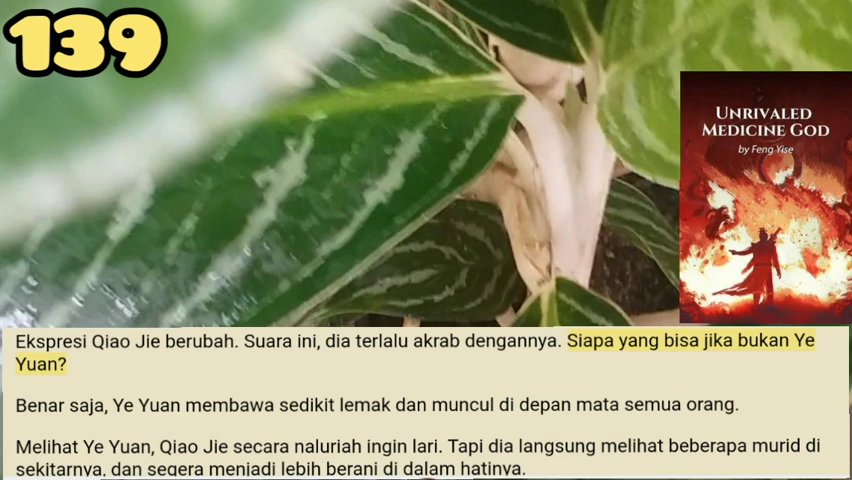 139
UNRIVALED
MEDICINE GOD
by Feng Yise
Ekspresi Qiao Jie berubah. Suara ini, dia terlalu akrab dengannya. Siapa yang bisa jika bukan Ye
Yuan?
Benar saja, Ye Yuan membawa sedikit lemak dan muncul di depan mata semua orang.
Melihat Ye Yuan, Qiao Jie secara naluriah ingin lari. Tapi dia langsung melihat beberapa murid di
sekitarnya, dan segera menjadi lebih berani di dalam hatinya.